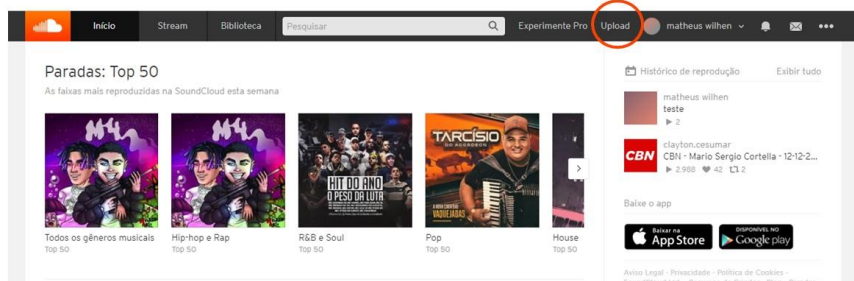 Início Stream Biblioteca Pesquisar Experimente Pro Upload matheus wilhen
Paradas: Top 50
As faixas mais reproduzidas na SoundCloud esta semana
M4
M4
HIT DO ANO
O PESO DA LUTA
TARCÍSIO
DO ACORDEON
VAQUEJADAS
Todos os gêneros musicais
Top 50
Hip-hop e Rap
Top 50
R&B e Soul
Top 50
Pop
Top 50
House
Top 50
Histórico de reprodução Exibir tudo
matheus wilhen
teste
2
clayton.cesumar
CBN
CBN - Mario Sergio Cortella - 12-12-2...
2.988 42 2
Baixe o app
Baixar na
App Store
DISPONÍVEL NO
Google play
Aviso Legal - Privacidade - Política de Cookies -